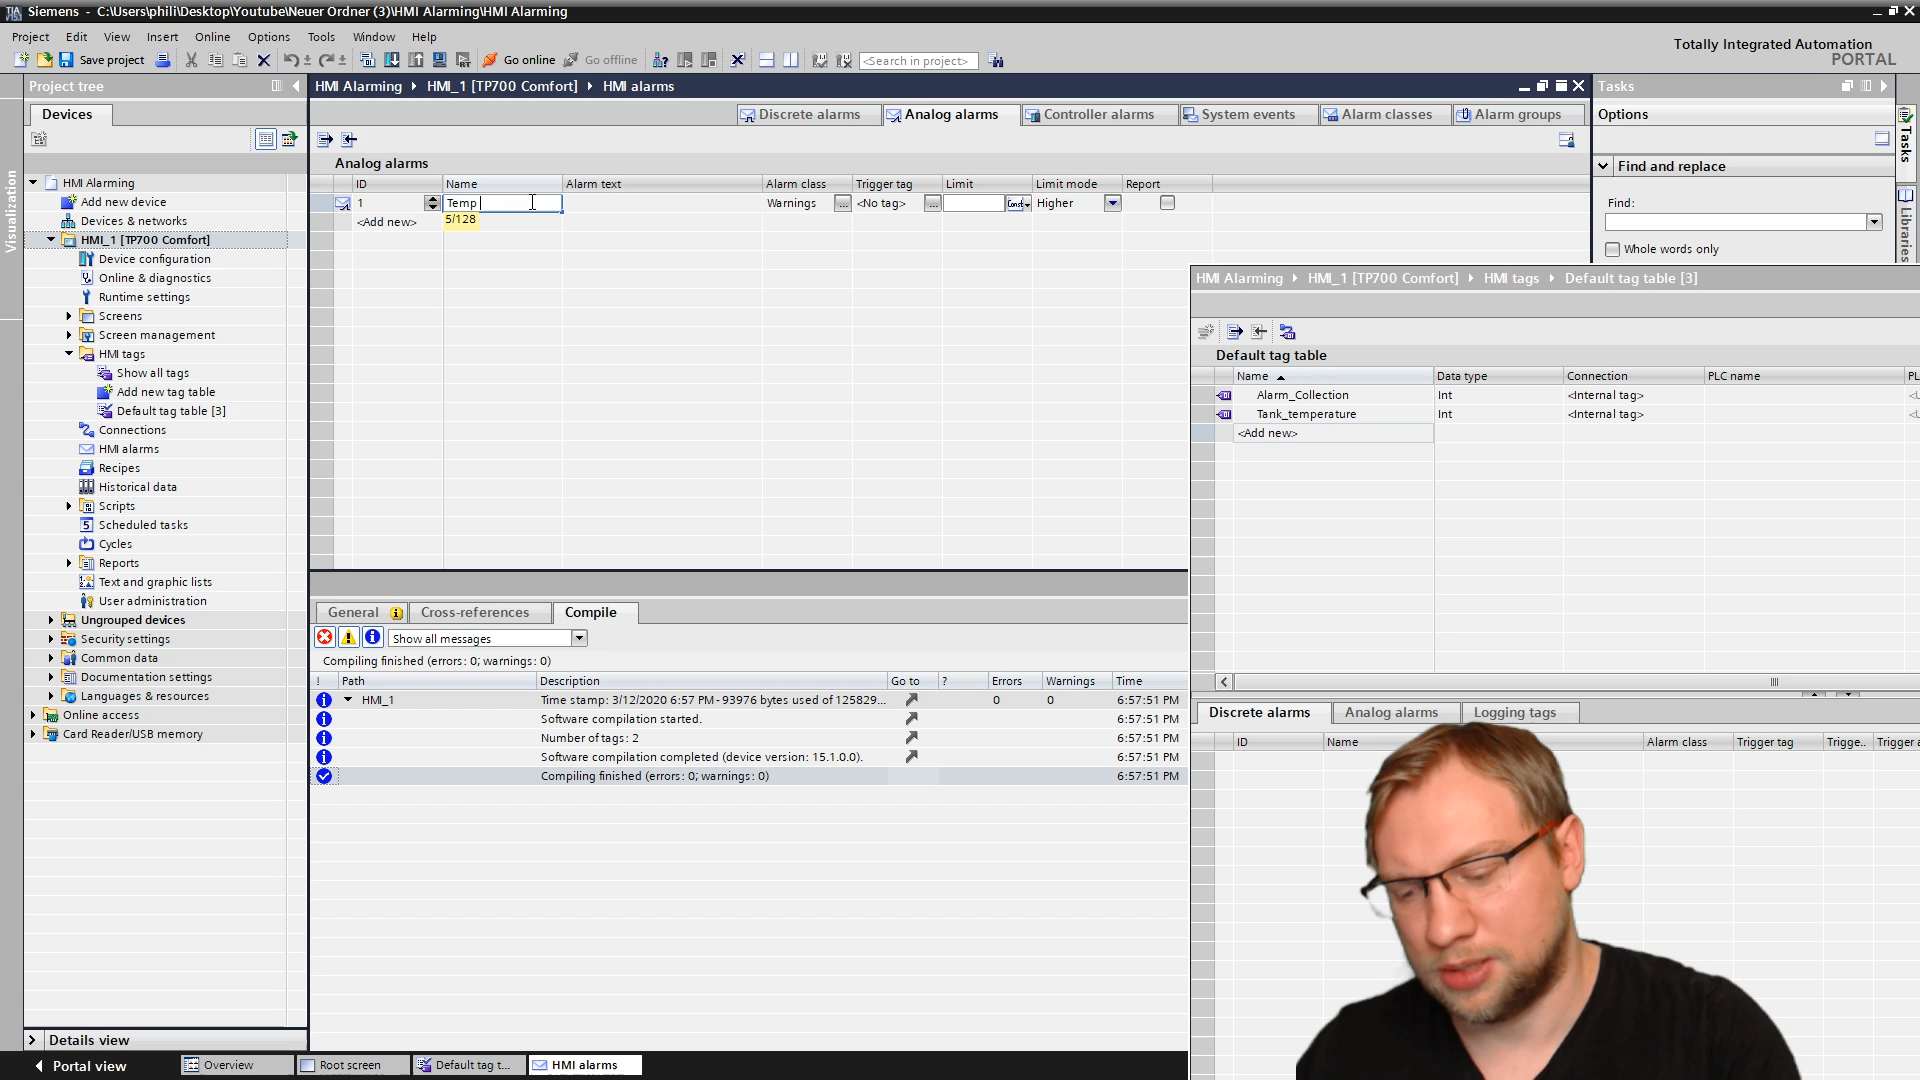 Siemens - C:\Users\phili\Desktop\Youtube\Neuer Ordner (3)\HMI Alarming\HMI Alarming
Project Edit View Insert Online Options Tools Window Help
Totally Integrated Automation
PORTAL
Save project Go online Go offline <Search in project>
Project tree
HMI Alarming HMI_1 [TP700 Comfort] HMI alarms
Tasks
Devices
Discrete alarms Analog alarms Controller alarms System events Alarm classes Alarm groups
Options
Analog alarms
Find and replace
ID Name Alarm text Alarm class Trigger tag Limit Limit mode Report
1 Temp Warnings ... <No tag> ... Const Higher
<Add new> 5/128
Find:
Whole words only
Visualization
Tasks
Libraries
HMI Alarming
Add new device
Devices & networks
HMI_1 [TP700 Comfort]
Device configuration
Online & diagnostics
Runtime settings
Screens
Screen management
HMI tags
Show all tags
Add new tag table
Default tag table [3]
Connections
HMI alarms
Recipes
Historical data
Scripts
Scheduled tasks
Cycles
Reports
Text and graphic lists
User administration
Ungrouped devices
Security settings
Common data
Documentation settings
Languages & resources
Online access
Card Reader/USB memory
HMI Alarming HMI_1 [TP700 Comfort] HMI tags Default tag table [3]
Default tag table
Name Data type Connection PLC name PL
Alarm_Collection Int <Internal tag>
Tank_temperature Int <Internal tag>
<Add new>
Discrete alarms Analog alarms Logging tags
ID Name Alarm class Trigger tag Trigge.. Trigger a
General Cross-references Compile
Show all messages
Compiling finished (errors: 0; warnings: 0)
! Path Description Go to ? Errors Warnings Time
HMI_1 Time stamp: 3/12/2020 6:57 PM - 93976 bytes used of 125829... 0 0 6:57:51 PM
Software compilation started. 6:57:51 PM
Number of tags: 2 6:57:51 PM
Software compilation completed (device version: 15.1.0.0). 6:57:51 PM
Compiling finished (errors: 0; warnings: 0) 6:57:51 PM
Details view
Portal view Overview Root screen Default tag t... HMI alarms